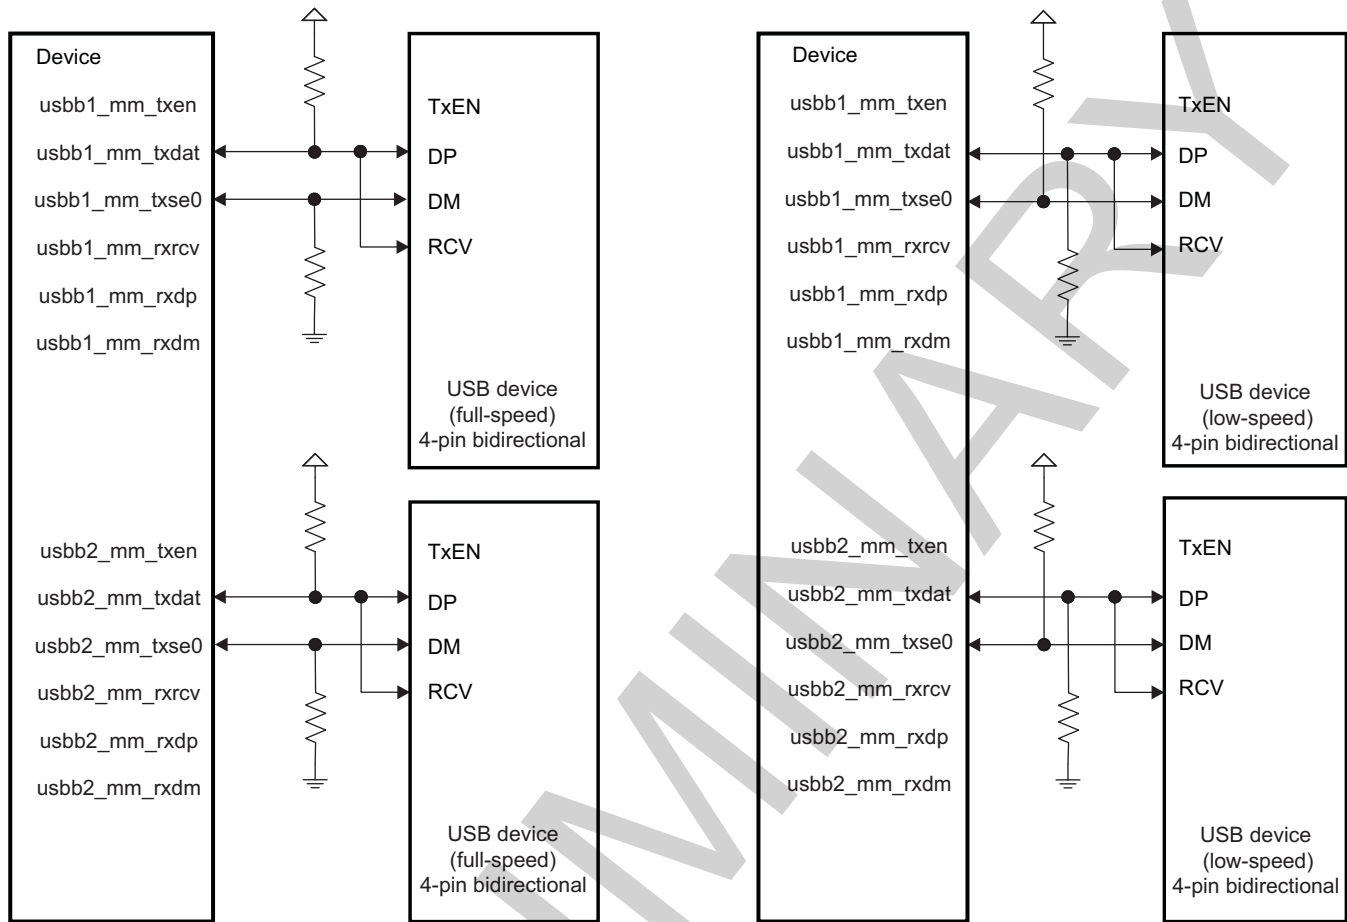 Device
usbb1_mm_txen
usbb1_mm_txdat
usbb1_mm_txse0
usbb1_mm_rxrcv
usbb1_mm_rxdp
usbb1_mm_rxdm
TxEN
DP
DM
RCV
USB device
(full-speed)
4-pin bidirectional
usbb2_mm_txen
usbb2_mm_txdat
usbb2_mm_txse0
usbb2_mm_rxrcv
usbb2_mm_rxdp
usbb2_mm_rxdm
TxEN
DP
DM
RCV
USB device
(full-speed)
4-pin bidirectional
Device
usbb1_mm_txen
usbb1_mm_txdat
usbb1_mm_txse0
usbb1_mm_rxrcv
usbb1_mm_rxdp
usbb1_mm_rxdm
TxEN
DP
DM
RCV
USB device
(low-speed)
4-pin bidirectional
usbb2_mm_txen
usbb2_mm_txdat
usbb2_mm_txse0
usbb2_mm_rxrcv
usbb2_mm_rxdp
usbb2_mm_rxdm
TxEN
DP
DM
RCV
USB device
(low-speed)
4-pin bidirectional
IMINARY